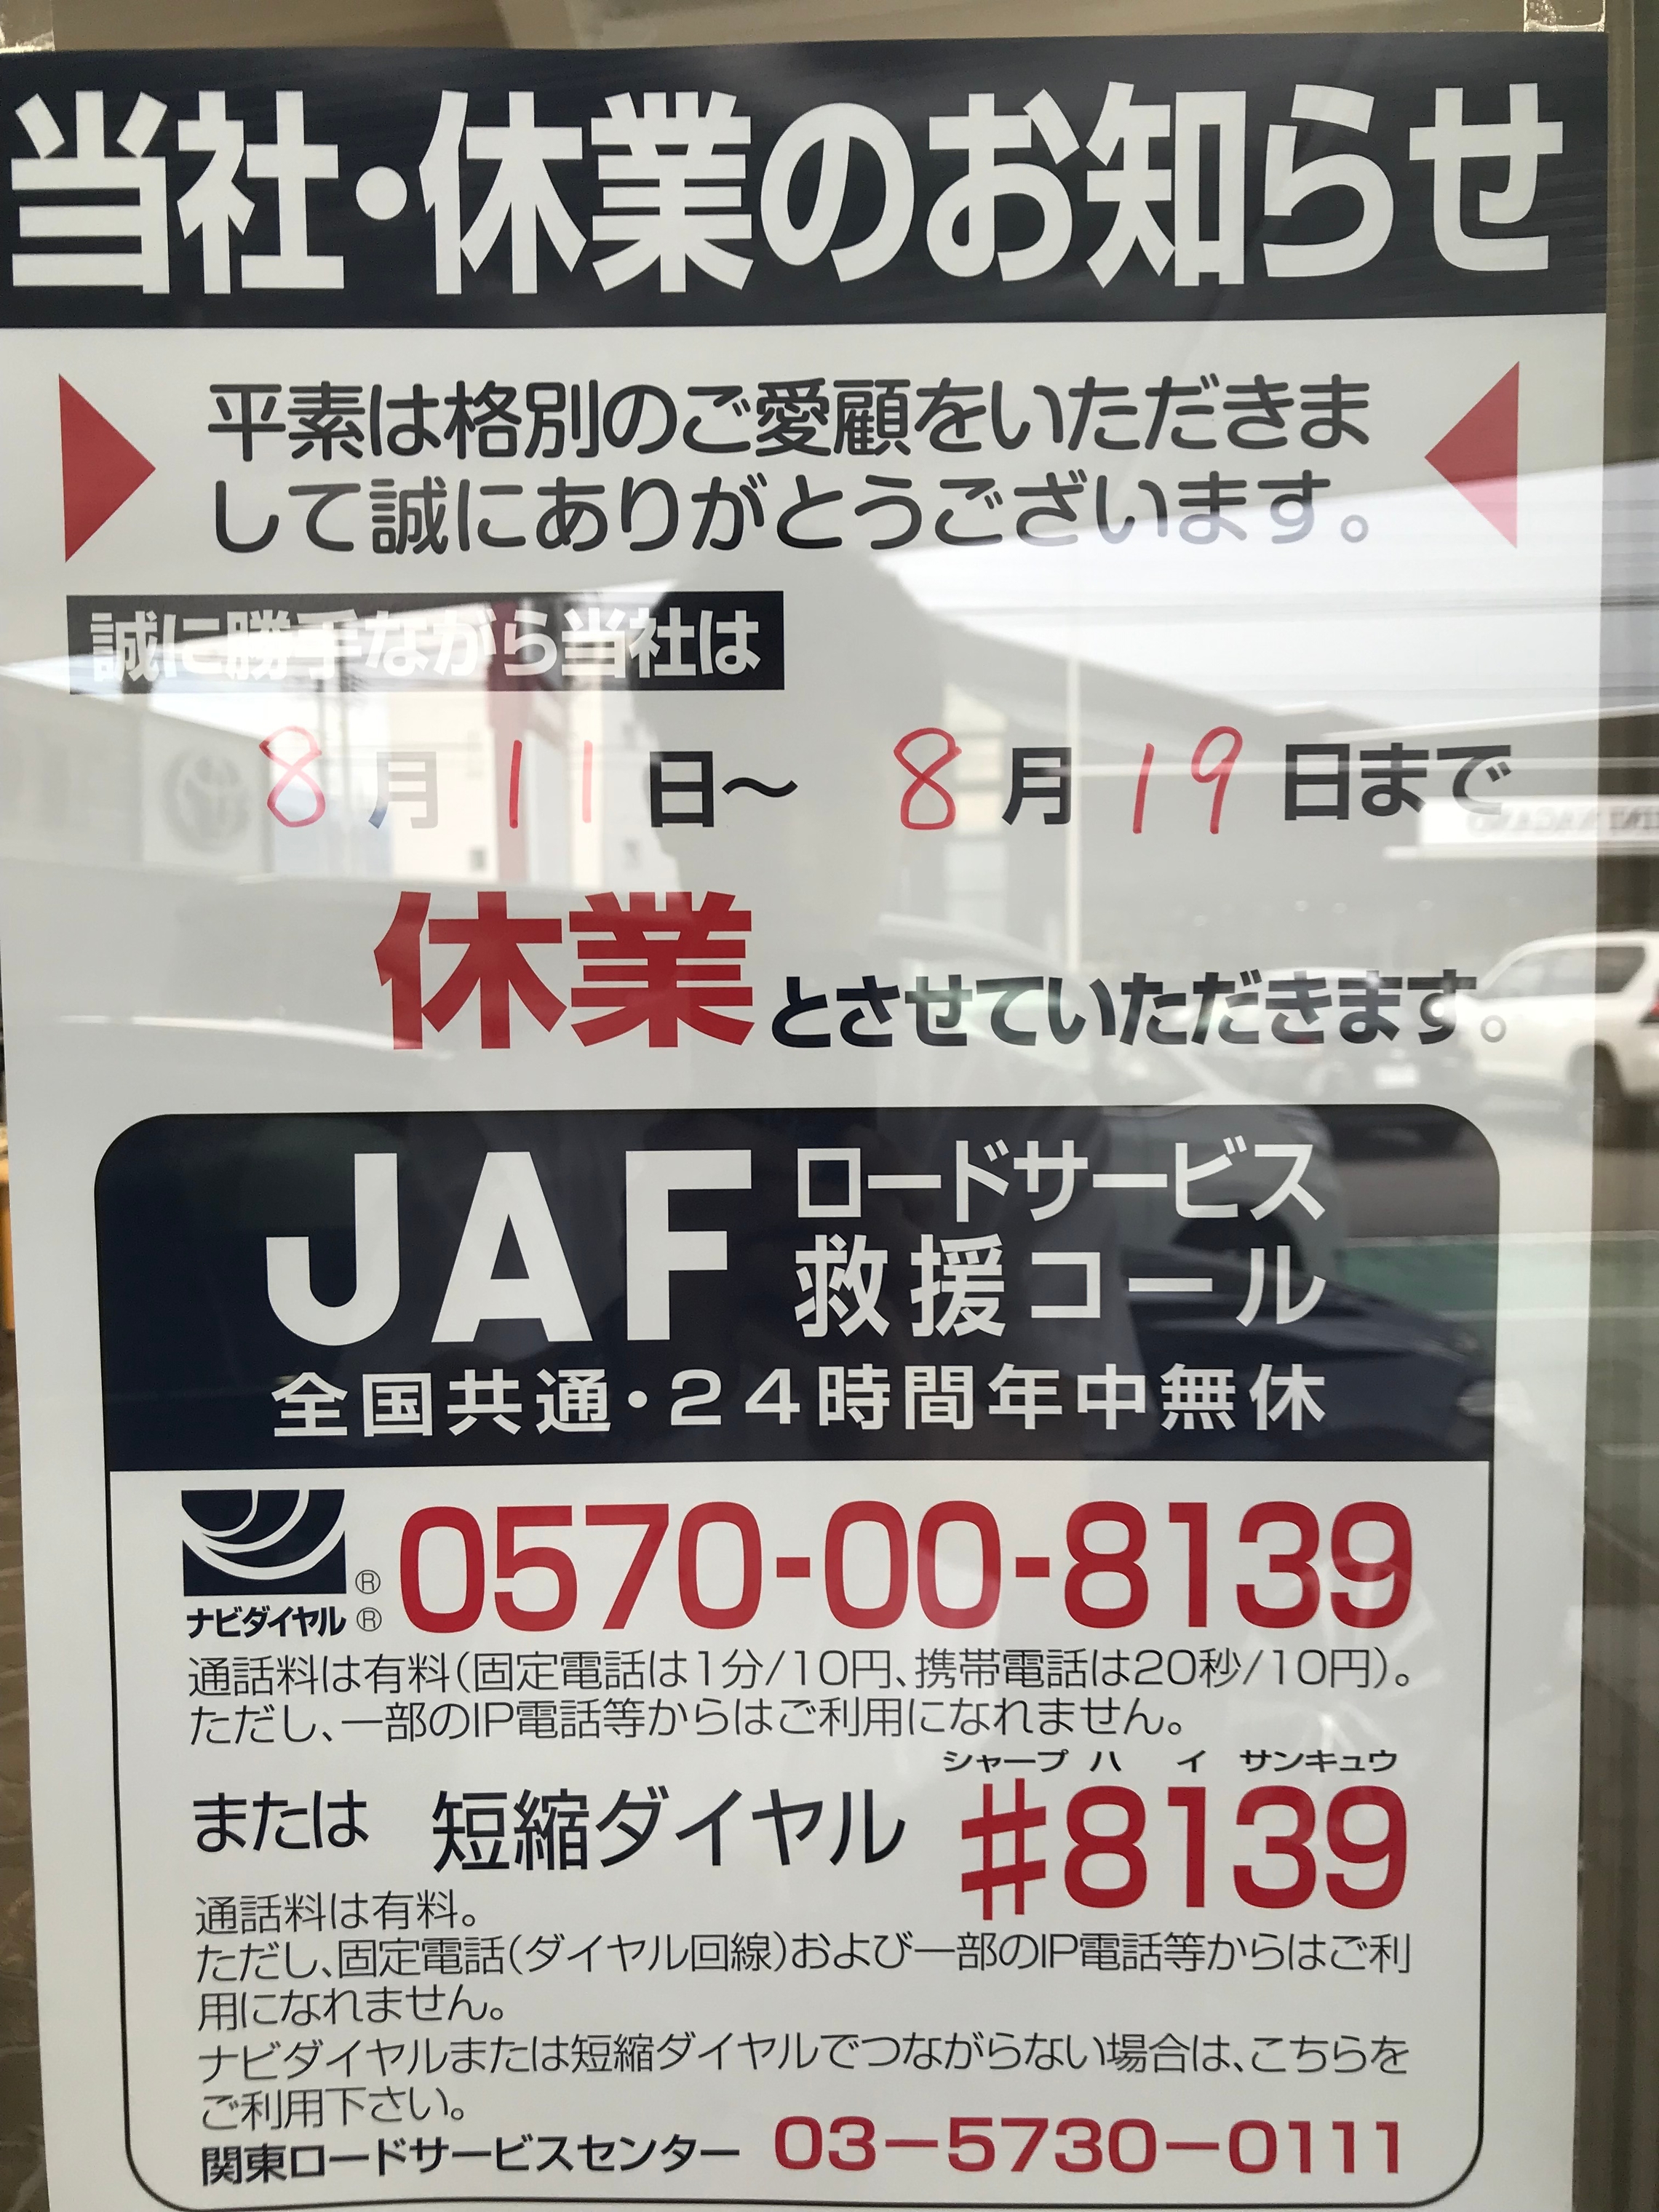 当社・休業のお知らせ
平素は格別のご愛顧をいただきま
して誠にありがとうございます。
誠に勝手ながら当社は
8月11日～ 8月19日まで
休業とさせていただきます。
JAF ロードサービス
救援コール
全国共通・24時間年中無休
ナビダイヤル®
® 0570-00-8139
通話料は有料(固定電話は1分/10円、携帯電話は20秒/10円)。
ただし、一部のIP電話等からはご利用になれません。
シャープ ハ イ サンキュウ
または 短縮ダイヤル #8139
通話料は有料。
ただし、固定電話(ダイヤル回線)および一部のIP電話等からはご利
用になれません。
ナビダイヤルまたは短縮ダイヤルでつながらない場合は、こちらを
ご利用下さい。
関東ロードサービスセンター 03-5730-0111